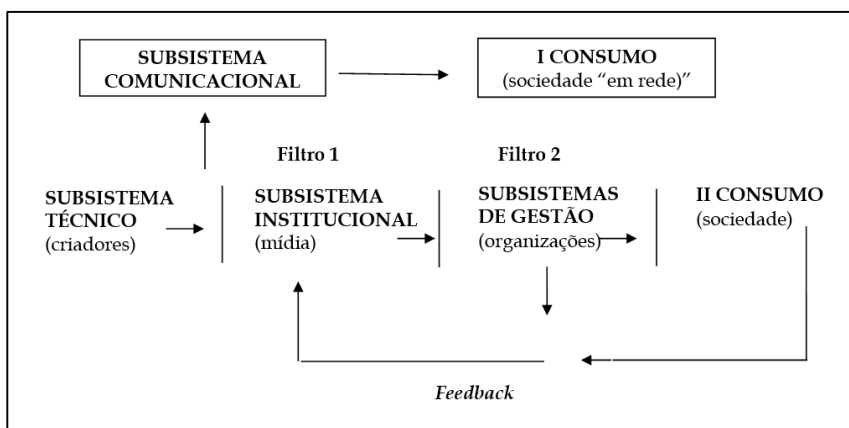 SUBSISTEMA
COMUNICACIONAL
I CONSUMO
(sociedade “em rede)”
Filtro 1
Filtro 2
SUBSISTEMA
TÉCNICO
(criadores)
SUBSISTEMA
INSTITUCIONAL
(mídia)
SUBSISTEMAS
DE GESTÃO
(organizações)
II CONSUMO
(sociedade)
Feedback